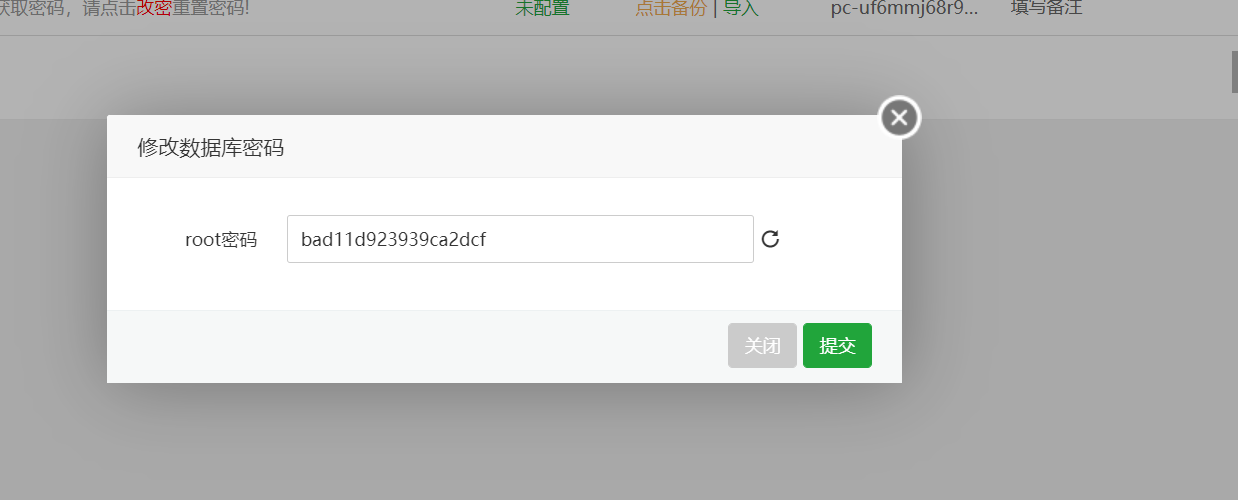 获取密码，请点击改密重置密码!
未配置
点击备份 | 导入
pc-uf6mmj68r9...
填写备注
修改数据库密码
root密码
bad11d923939ca2dcf
关闭
提交